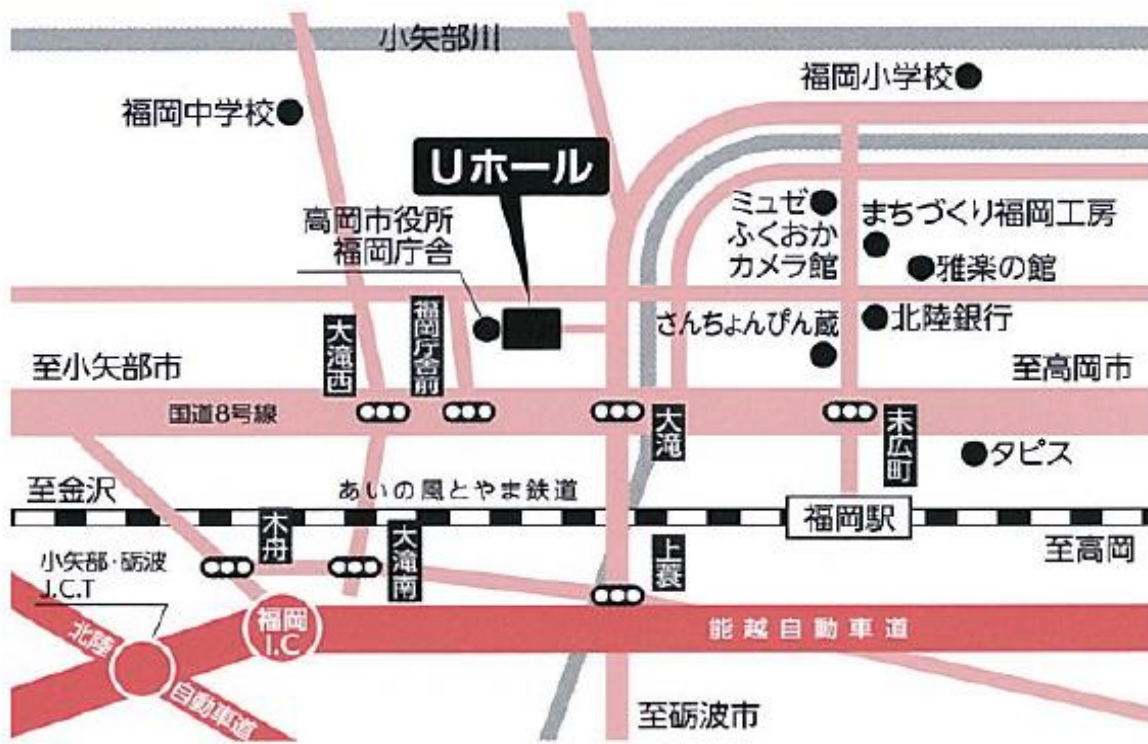 小矢部川
福岡小学校
福岡中学校
Uホール
高岡市役所
福岡庁舎
ミュゼ
ふくおか
カメラ館
まちづくり福岡工房
雅楽の館
北陸銀行
さんちょんぴん蔵
至小矢部市
大滝西
福岡庁舎前
至高岡市
国道8号線
大滝
末広町
タピス
至金沢
あいの風とやま鉄道
福岡駅
至高岡
木舟
大滝南
上蓑
小矢部・砺波
J.C.T
福岡
I.C
能越自動車道
北陸
自動車道
至砺波市